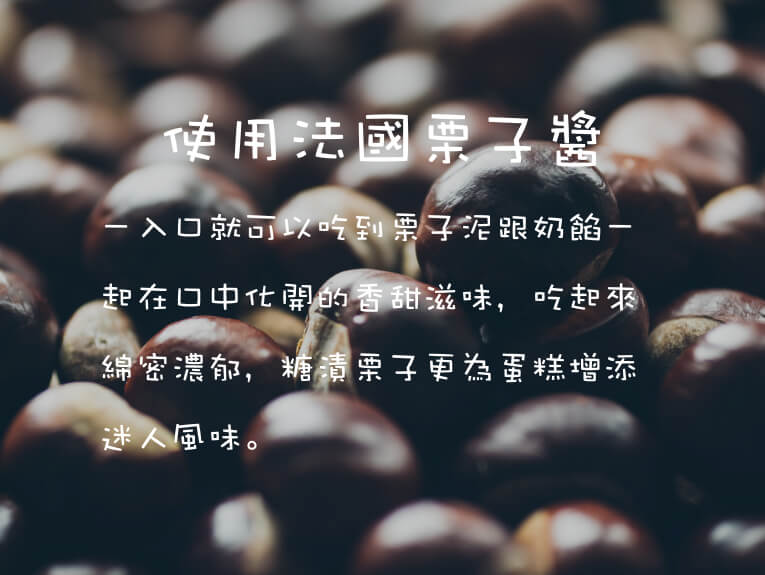 使用法國栗子醬
一入口就可以吃到栗子泥跟奶餡一
起在口中化開的香甜滋味，吃起來
綿密濃郁，糖漬栗子更為蛋糕增添
迷人風味。